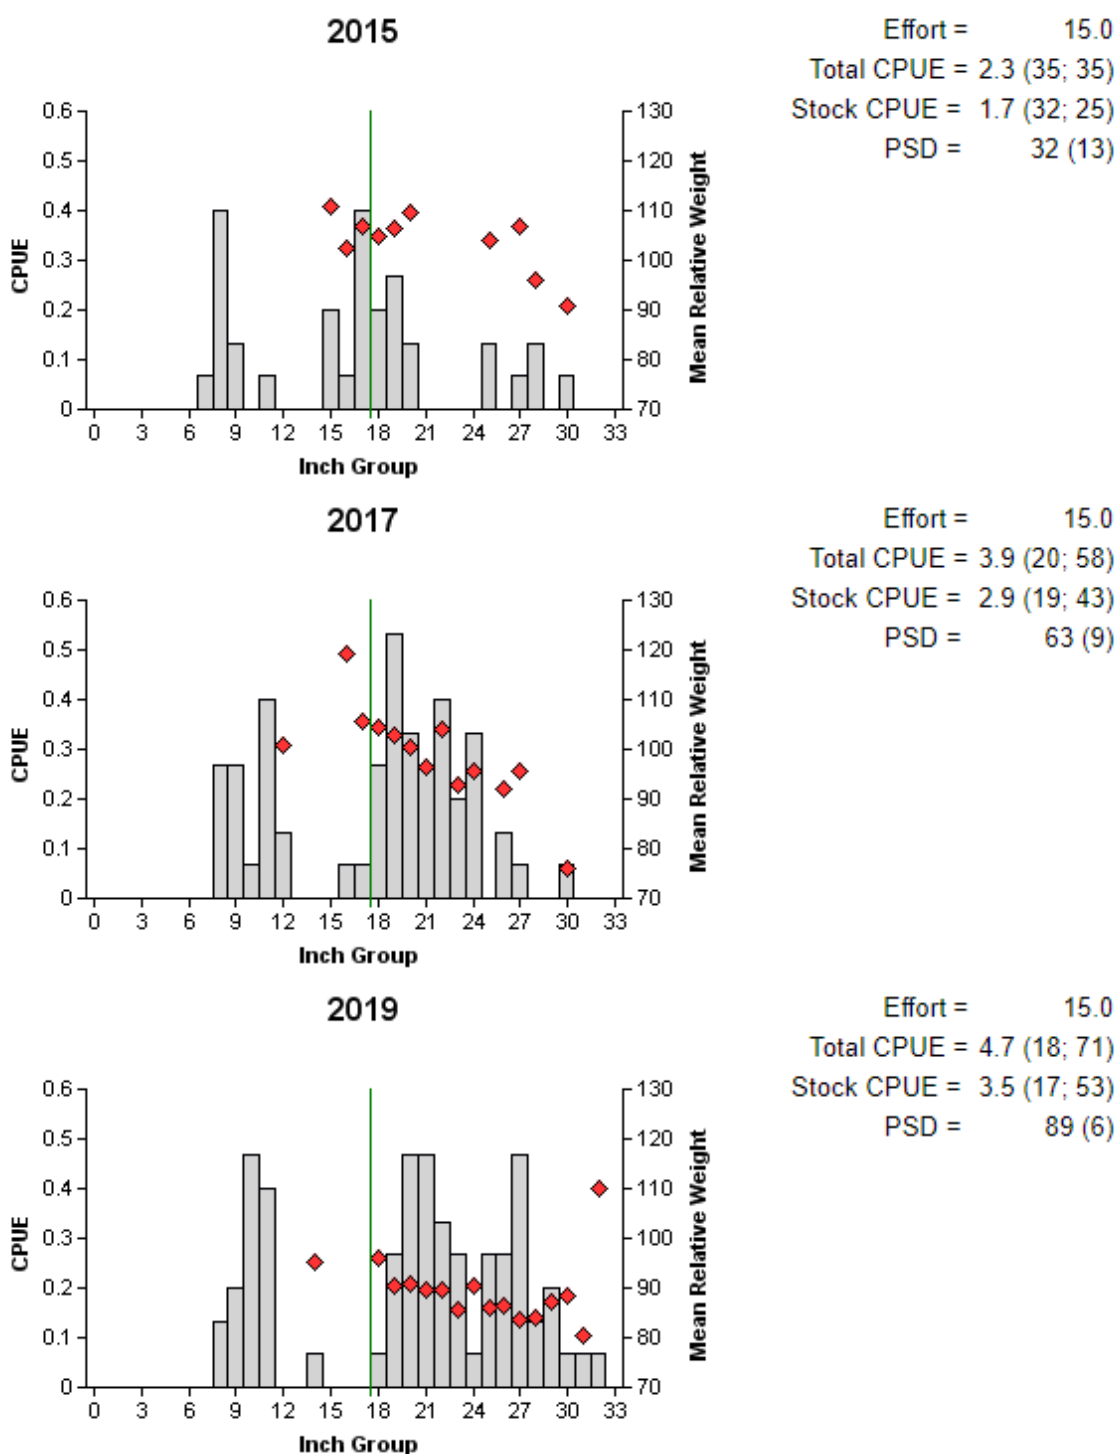 2015
Effort = 15.0
Total CPUE = 2.3 (35; 35)
Stock CPUE = 1.7 (32; 25)
PSD = 32 (13)
0.6
0.5
0.4
0.3
0.2
0.1
0
CPUE
130
120
110
100
90
80
70
Mean Relative Weight
0 3 6 9 12 15 18 21 24 27 30 33
Inch Group
2017
Effort = 15.0
Total CPUE = 3.9 (20; 58)
Stock CPUE = 2.9 (19; 43)
PSD = 63 (9)
0.6
0.5
0.4
0.3
0.2
0.1
0
CPUE
130
120
110
100
90
80
70
Mean Relative Weight
0 3 6 9 12 15 18 21 24 27 30 33
Inch Group
2019
Effort = 15.0
Total CPUE = 4.7 (18; 71)
Stock CPUE = 3.5 (17; 53)
PSD = 89 (6)
0.6
0.5
0.4
0.3
0.2
0.1
0
CPUE
130
120
110
100
90
80
70
Mean Relative Weight
0 3 6 9 12 15 18 21 24 27 30 33
Inch Group